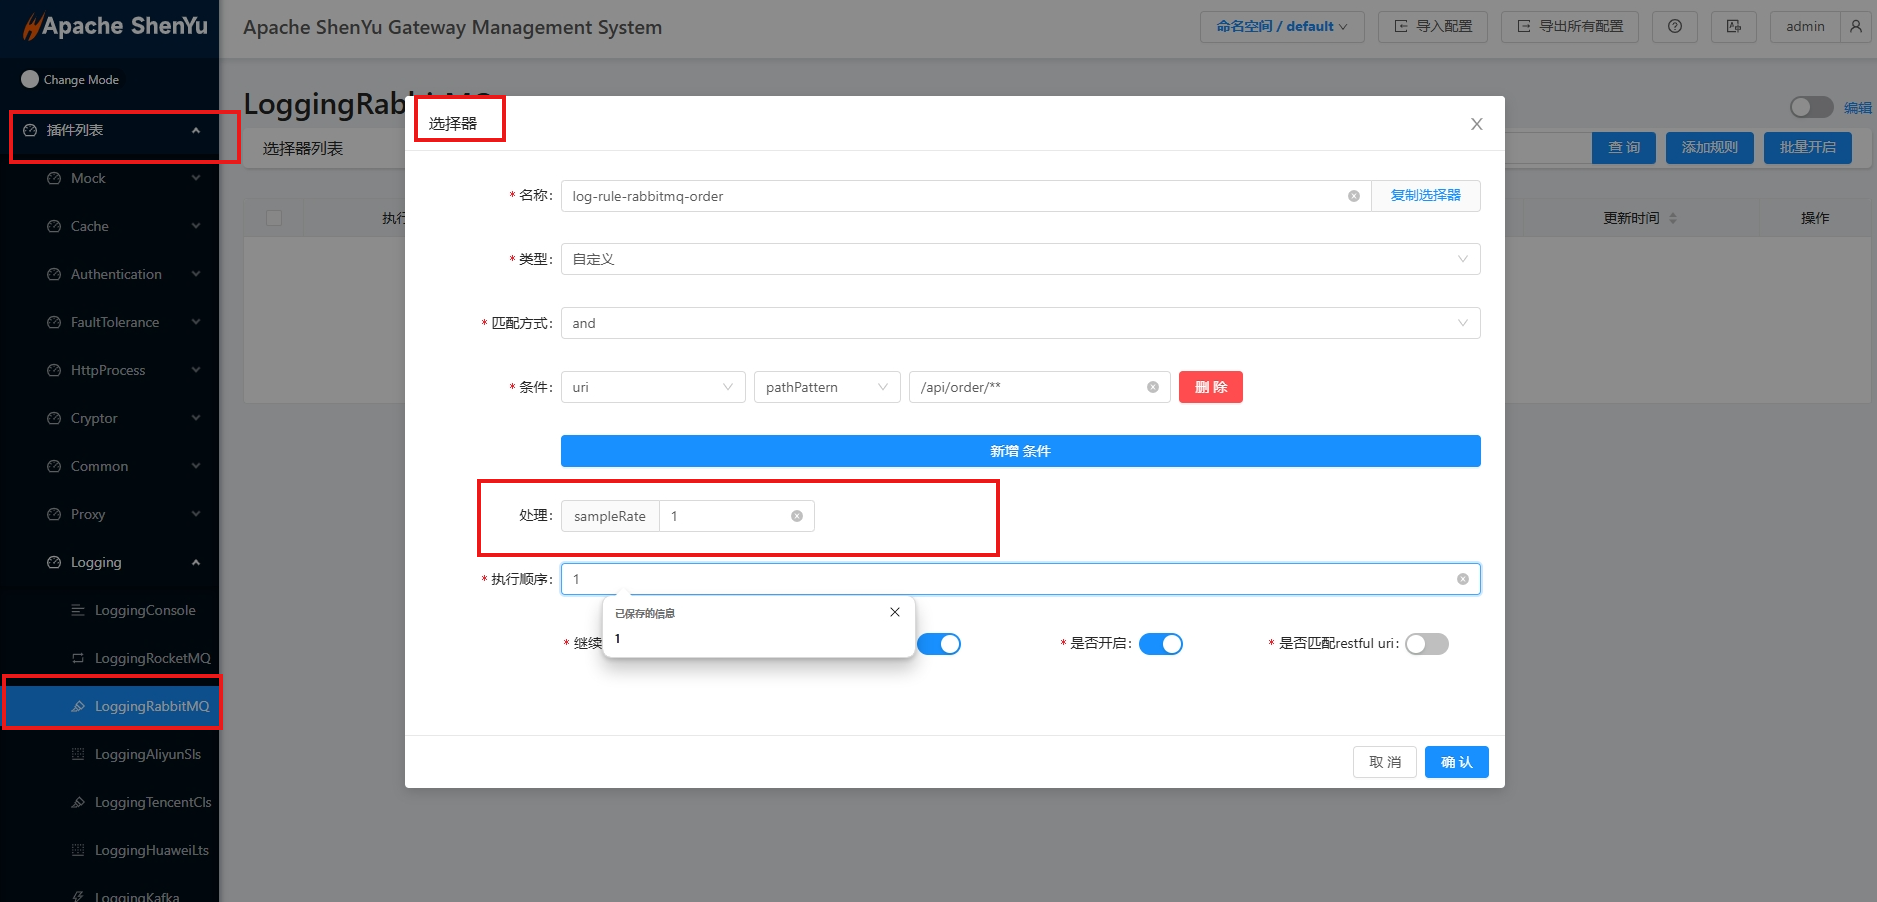 Apache ShenYu
Apache ShenYu Gateway Management System
命名空间 / default
导入配置
导出所有配置
admin
Change Mode
插件列表
Mock
Cache
Authentication
FaultTolerance
HttpProcess
Cryptor
Common
Proxy
Logging
LoggingConsole
LoggingRocketMQ
LoggingRabbitMQ
LoggingAliyunSls
LoggingTencentCls
LoggingHuaweiLts
LoggingKafka
编辑
选择器列表
查 询
添加规则
批量开启
更新时间
操作
选择器
* 名称:
log-rule-rabbitmq-order
复制选择器
* 类型:
自定义
* 匹配方式:
and
* 条件:
uri
pathPattern
/api/order/**
删 除
新增 条件
处理:
sampleRate
1
* 执行顺序:
1
已保存的信息
1
* 继续
* 是否开启:
* 是否匹配restful uri:
取 消
确 认